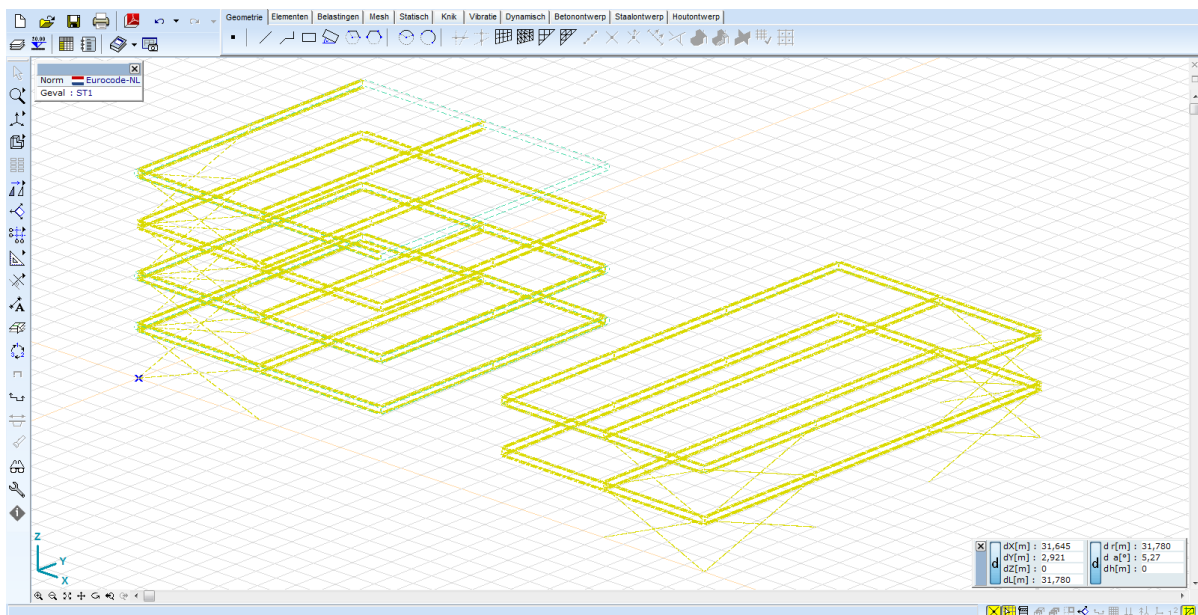 Geometrie Elementen Belastingen Mesh Statisch Knik Vibratie Dynamisch Betonontwerp Staalontwerp Houtontwerp
Norm Eurocode-NL
Geval : ST1
Z
Y
X
dX[m] : 31,645
dY[m] : 2,921
dZ[m] : 0
dL[m] : 31,780
d
d r[m] : 31,780
d a[°] : 5,27
dh[m] : 0
d